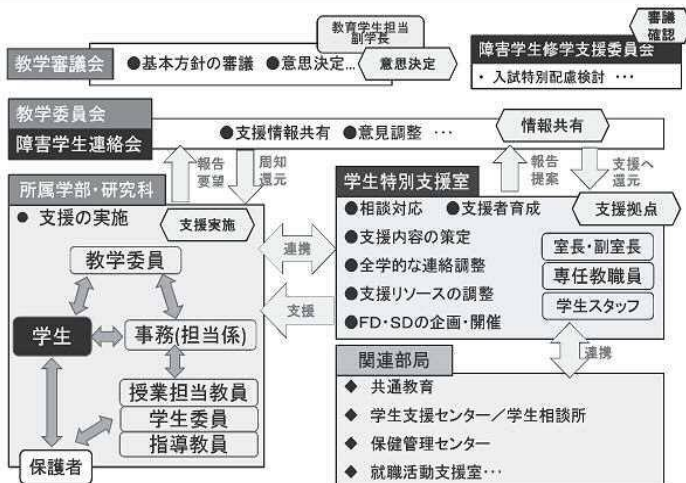 教育学生担当
副学長
教学審議会
●基本方針の審議 ●意思決定…
意思決定
審議
確認
障害学生修学支援委員会
・ 入試特別配慮検討 …
教学委員会
障害学生連絡会
●支援情報共有 ●意見調整 …
情報共有
報告
要望
周知
還元
報告
提案
支援へ
還元
所属学部・研究科
● 支援の実施
支援実施
教学委員
学生
事務(担当係)
授業担当教員
学生委員
指導教員
保護者
連携
支援
学生特別支援室
●相談対応 ●支援者育成
支援拠点
●支援内容の策定
●全学的な連絡調整
●支援リソースの調整
●FD・SDの企画・開催
室長・副室長
専任教職員
学生スタッフ
連携
関連部局
◆ 共通教育
◆ 学生支援センター／学生相談所
◆ 保健管理センター
◆ 就職活動支援室…